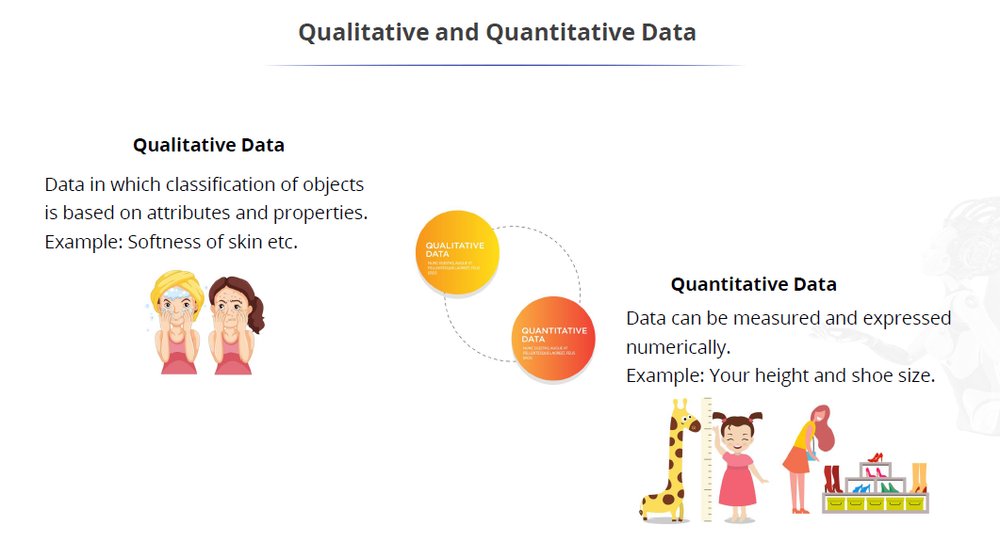 Qualitative and Quantitative Data
Qualitative Data
Data in which classification of objects
is based on attributes and properties.
Example: Softness of skin etc.
QUALITATIVE
DATA
QUANTITATIVE
DATA
Quantitative Data
Data can be measured and expressed
numerically.
Example: Your height and shoe size.